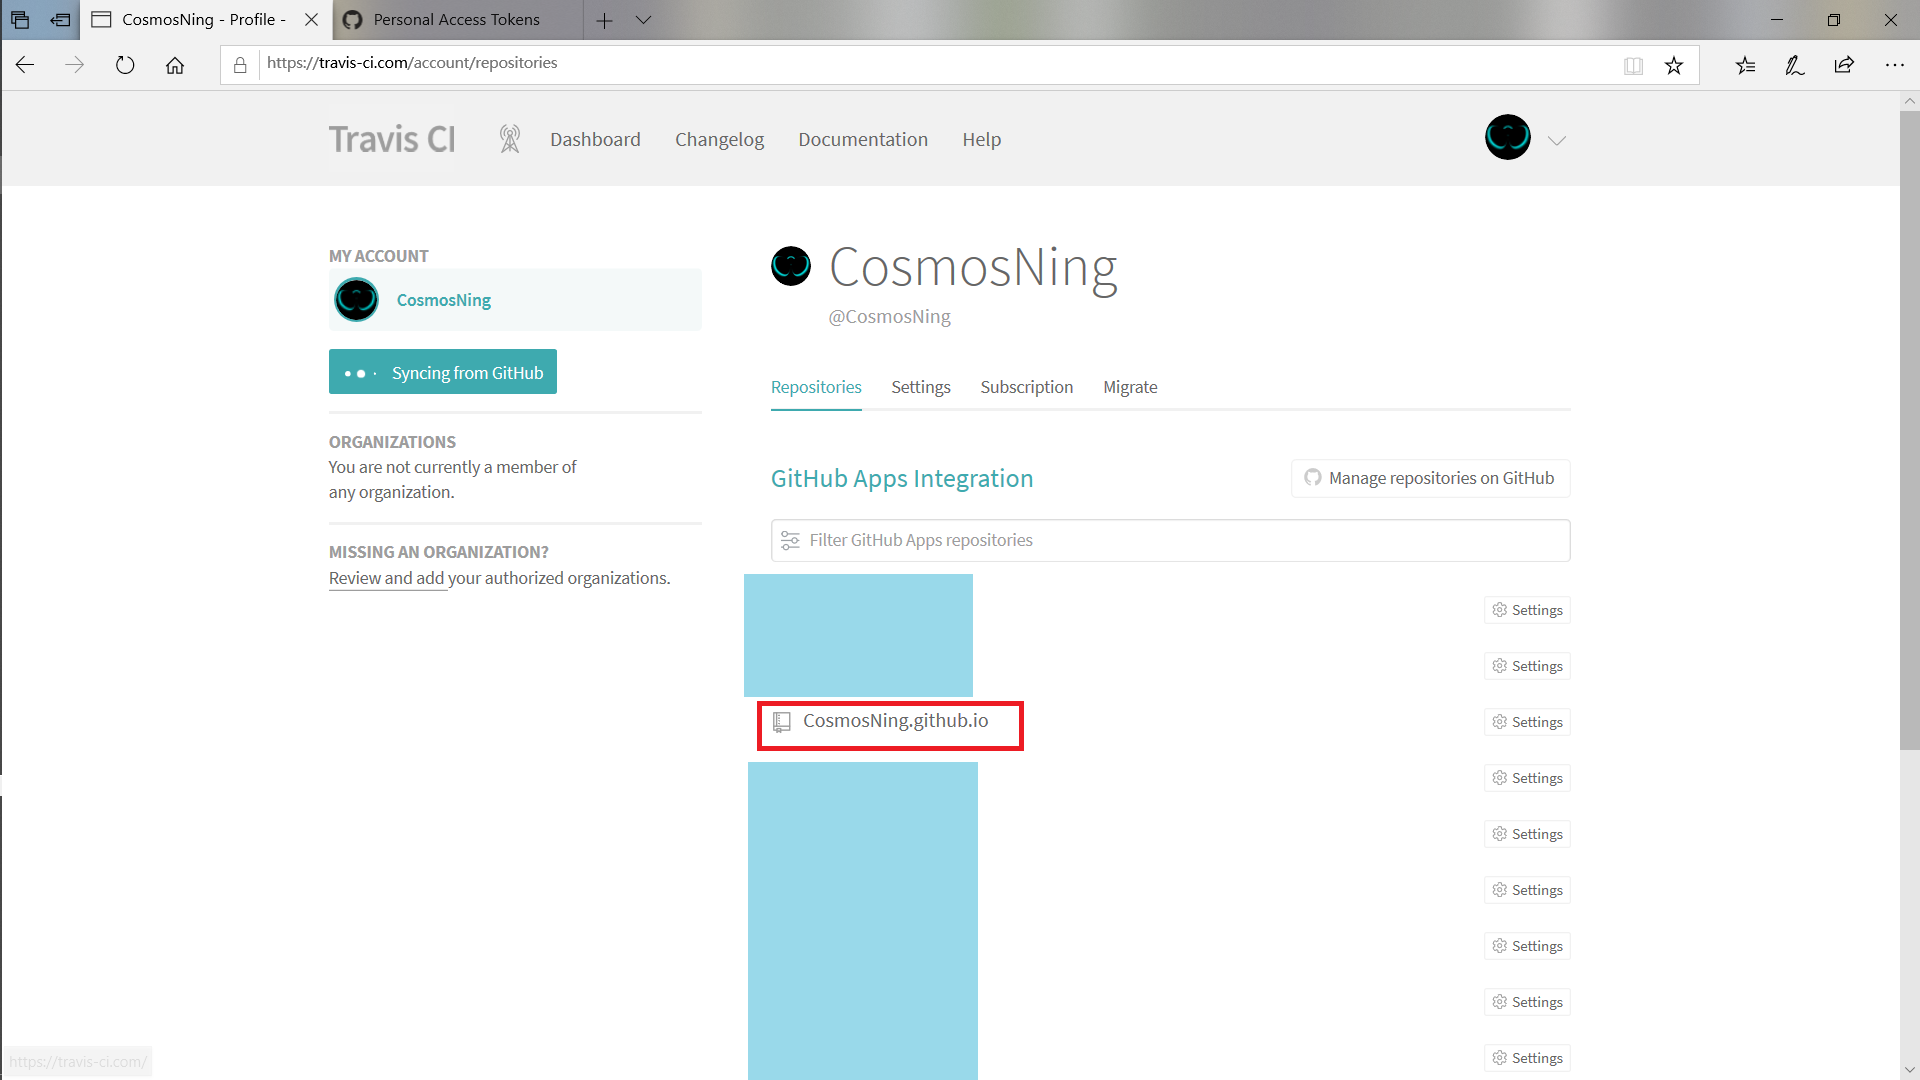 CosmosNing - Profile -
Personal Access Tokens
https://travis-ci.com/account/repositories
Travis CI
Dashboard
Changelog
Documentation
Help
MY ACCOUNT
CosmosNing
Syncing from GitHub
ORGANIZATIONS
You are not currently a member of
any organization.
MISSING AN ORGANIZATION?
Review and add your authorized organizations.
CosmosNing
@CosmosNing
Repositories
Settings
Subscription
Migrate
GitHub Apps Integration
Manage repositories on GitHub
Filter GitHub Apps repositories
Settings
Settings
CosmosNing.github.io
Settings
Settings
Settings
Settings
Settings
Settings
Settings
https://travis-ci.com/